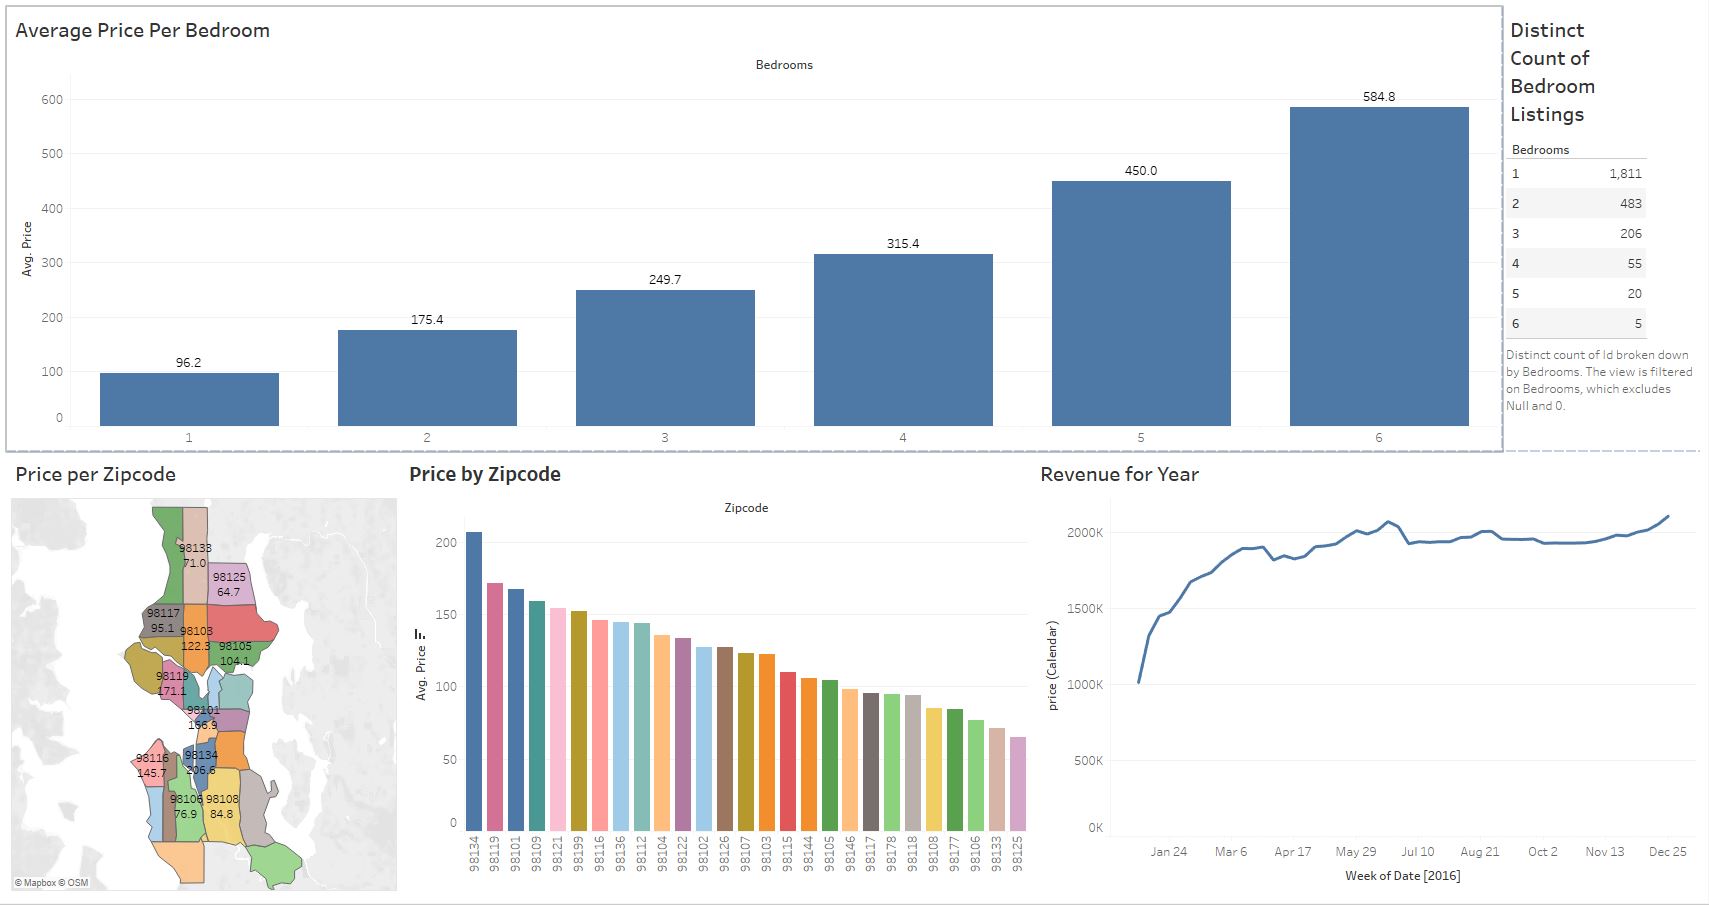 Average Price Per Bedroom
Bedrooms
Avg. Price
600
500
400
300
200
100
0
96.2
175.4
249.7
315.4
450.0
584.8
1
2
3
4
5
6
Distinct
Count of
Bedroom
Listings
Bedrooms
1 1,811
2 483
3 206
4 55
5 20
6 5
Distinct count of Id broken down
by Bedrooms. The view is filtered
on Bedrooms, which excludes
Null and 0.
Price per Zipcode
98133
71.0
98125
64.7
98117
95.1
98103
122.3
98105
104.1
98119
171.1
98101
166.9
98116
145.7
98134
206.6
98106
76.9
98108
84.8
© Mapbox © OSM
Price by Zipcode
Zipcode
Avg. Price
200
150
100
50
0
98134
98119
98101
98109
98121
98199
98116
98136
98112
98104
98122
98102
98126
98107
98103
98115
98144
98105
98146
98117
98178
98118
98108
98177
98106
98133
98125
Revenue for Year
price (Calendar)
2000K
1500K
1000K
500K
0K
Jan 24
Mar 6
Apr 17
May 29
Jul 10
Aug 21
Oct 2
Nov 13
Dec 25
Week of Date [2016]